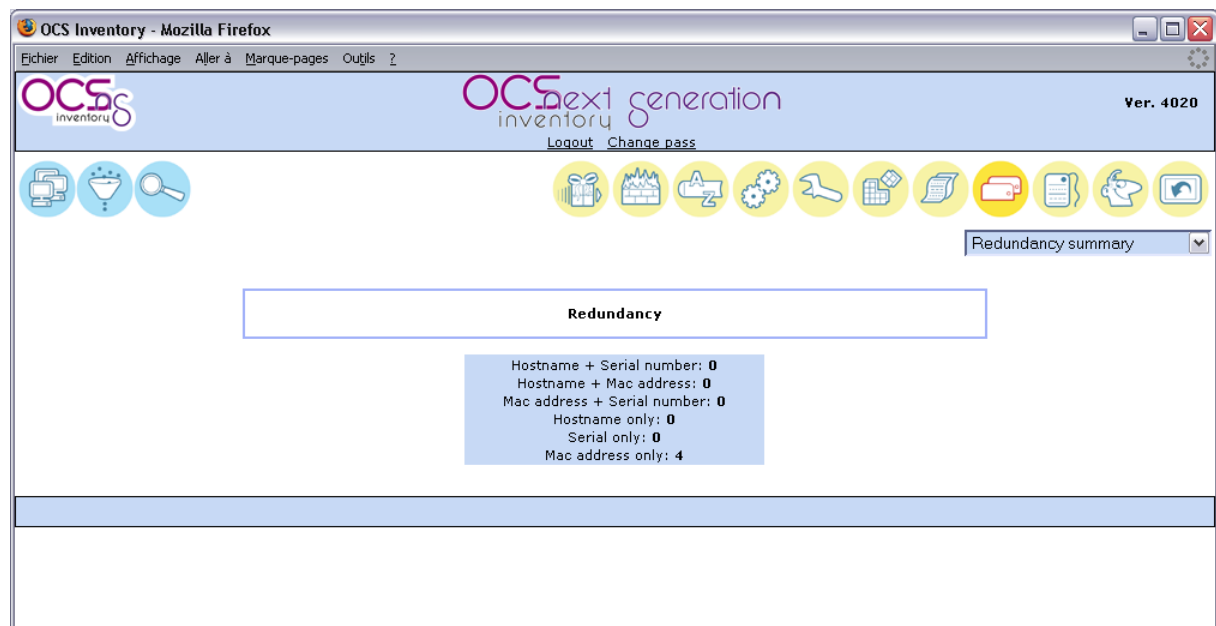 OCS Inventory - Mozilla Firefox
Fichier Edition Affichage Aller à Marque-pages Outils ?
OCS ng
inventory
OCS next generation
inventory
Ver. 4020
Logout Change pass
A
Z
Redundancy summary
Redundancy
Hostname + Serial number: 0
Hostname + Mac address: 0
Mac address + Serial number: 0
Hostname only: 0
Serial only: 0
Mac address only: 4